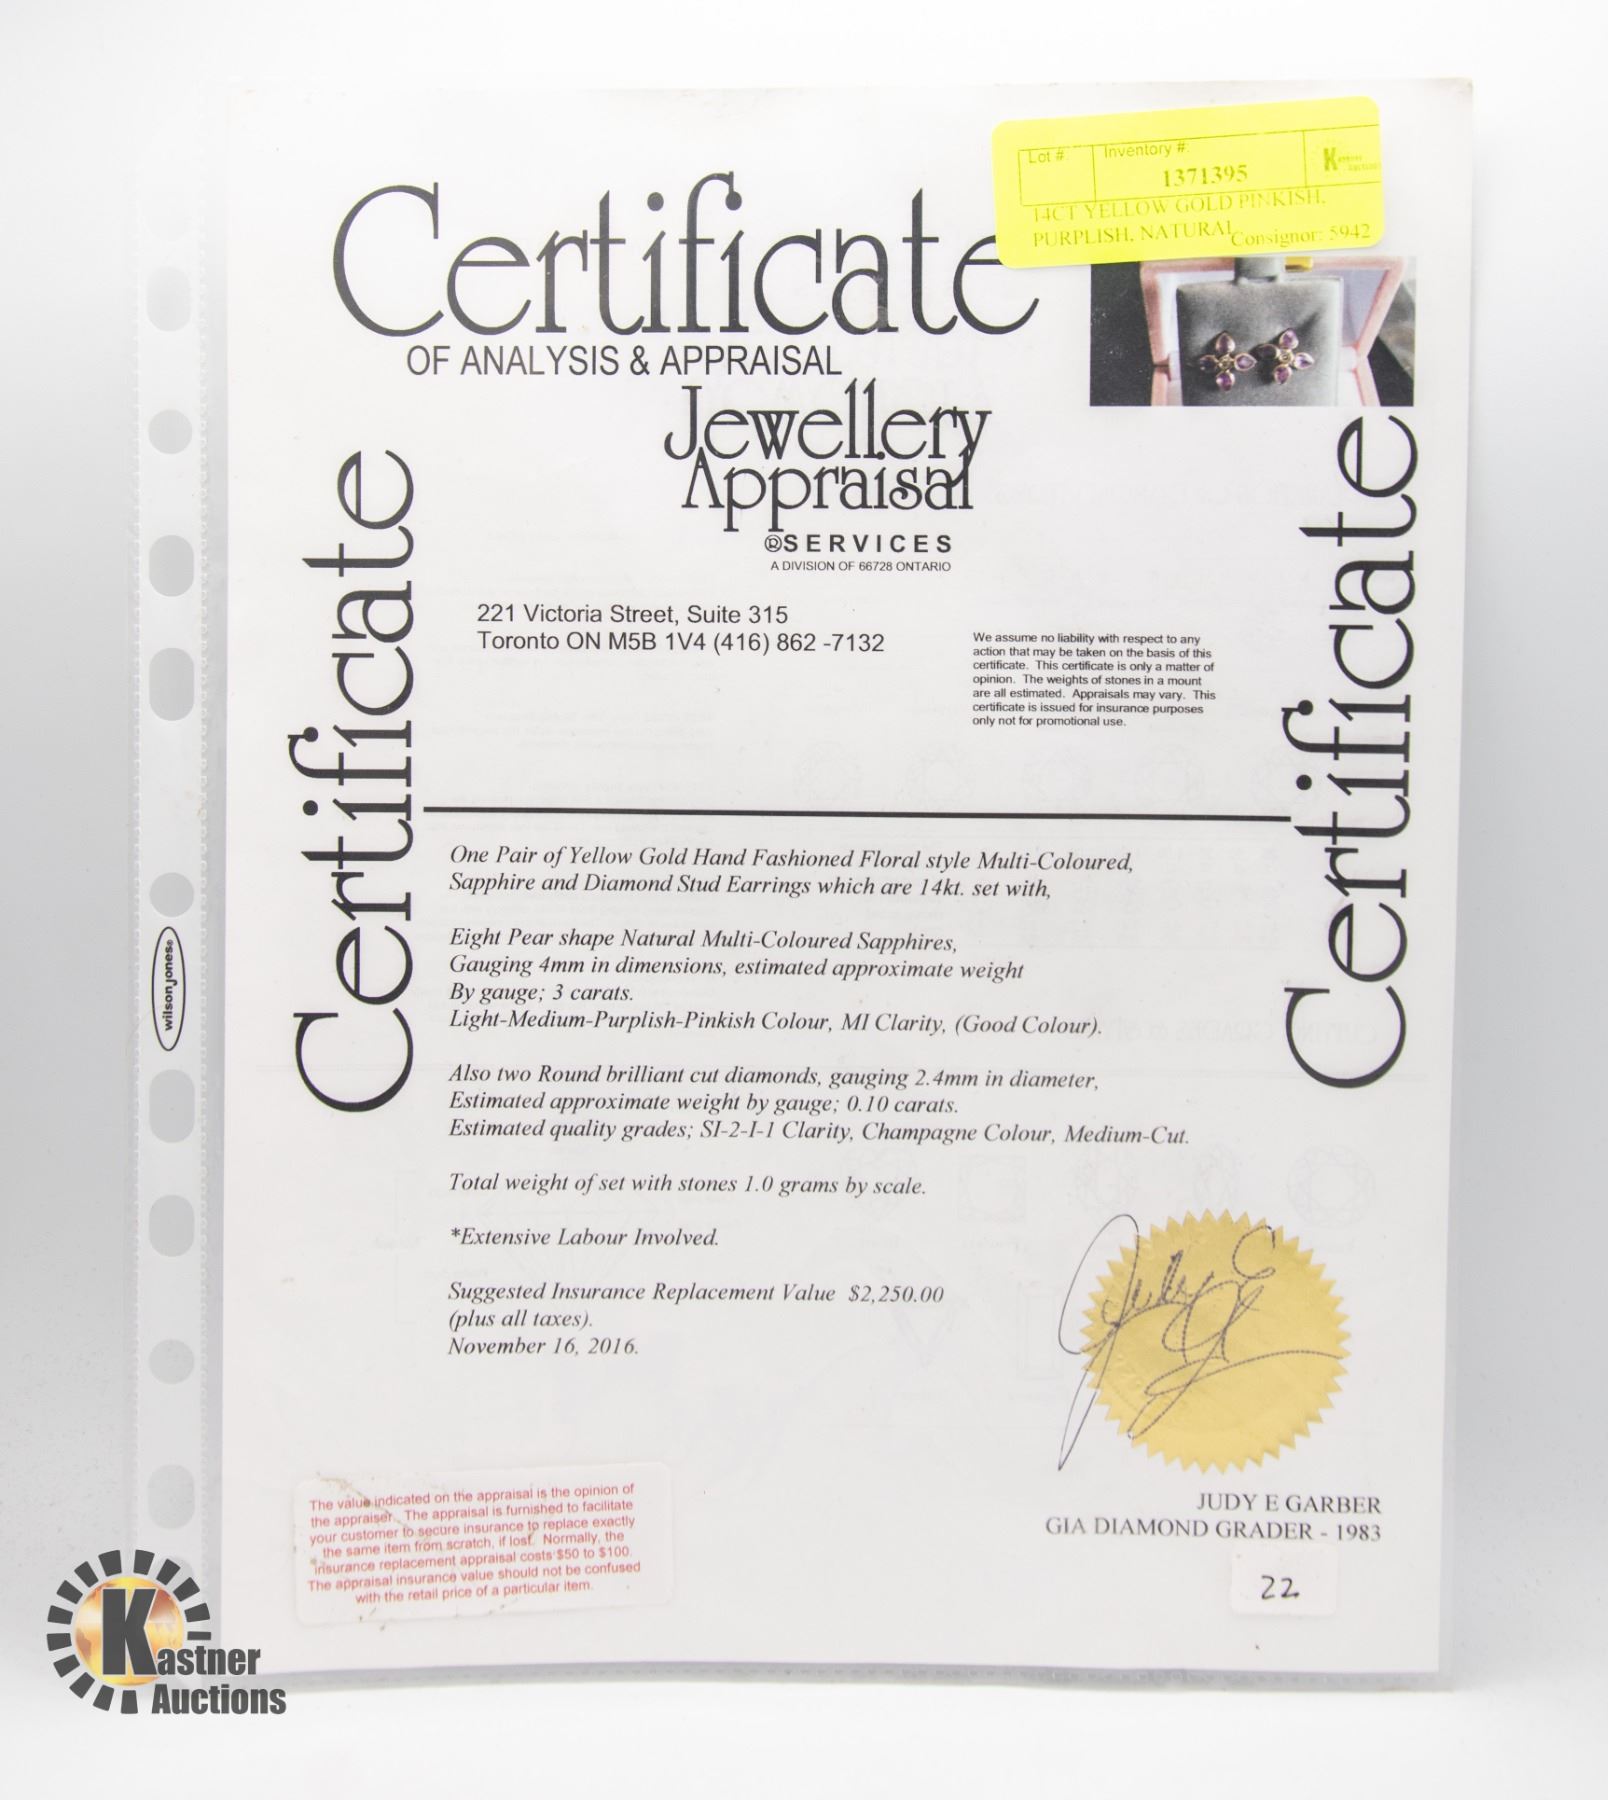 Lot #:
Inventory #:
1371395
14CT YELLOW GOLD PINKISH,
PURPLISH, NATURAL
Consignor: 5942
Certificate
OF ANALYSIS & APPRAISAL
Jewellery
Appraisal
®SERVICES
A DIVISION OF 66728 ONTARIO
Certificate
Certificate
221 Victoria Street, Suite 315
Toronto ON M5B 1V4 (416) 862 -7132
We assume no liability with respect to any
action that may be taken on the basis of this
certificate. This certificate is only a matter of
opinion. The weights of stones in a mount
are all estimated. Appraisals may vary. This
certificate is issued for insurance purposes
only not for promotional use.
One Pair of Yellow Gold Hand Fashioned Floral style Multi-Coloured,
Sapphire and Diamond Stud Earrings which are 14kt. set with,
Eight Pear shape Natural Multi-Coloured Sapphires,
Gauging 4mm in dimensions, estimated approximate weight
By gauge; 3 carats.
Light-Medium-Purplish-Pinkish Colour, MI Clarity, (Good Colour).
Also two Round brilliant cut diamonds, gauging 2.4mm in diameter,
Estimated approximate weight by gauge; 0.10 carats.
Estimated quality grades; SI-2-I-1 Clarity, Champagne Colour, Medium-Cut.
Total weight of set with stones 1.0 grams by scale.
*Extensive Labour Involved.
Suggested Insurance Replacement Value $2,250.00
(plus all taxes).
November 16, 2016.
JUDY E GARBER
GIA DIAMOND GRADER - 1983
22
The value indicated on the appraisal is the opinion of
the appraiser. The appraisal is furnished to facilitate
your customer to secure insurance to replace exactly
the same item from scratch, if lost. Normally, the
insurance replacement appraisal costs $50 to $100.
The appraisal insurance value should not be confused
with the retail price of a particular item.
wilson jones®
Kastner
Auctions